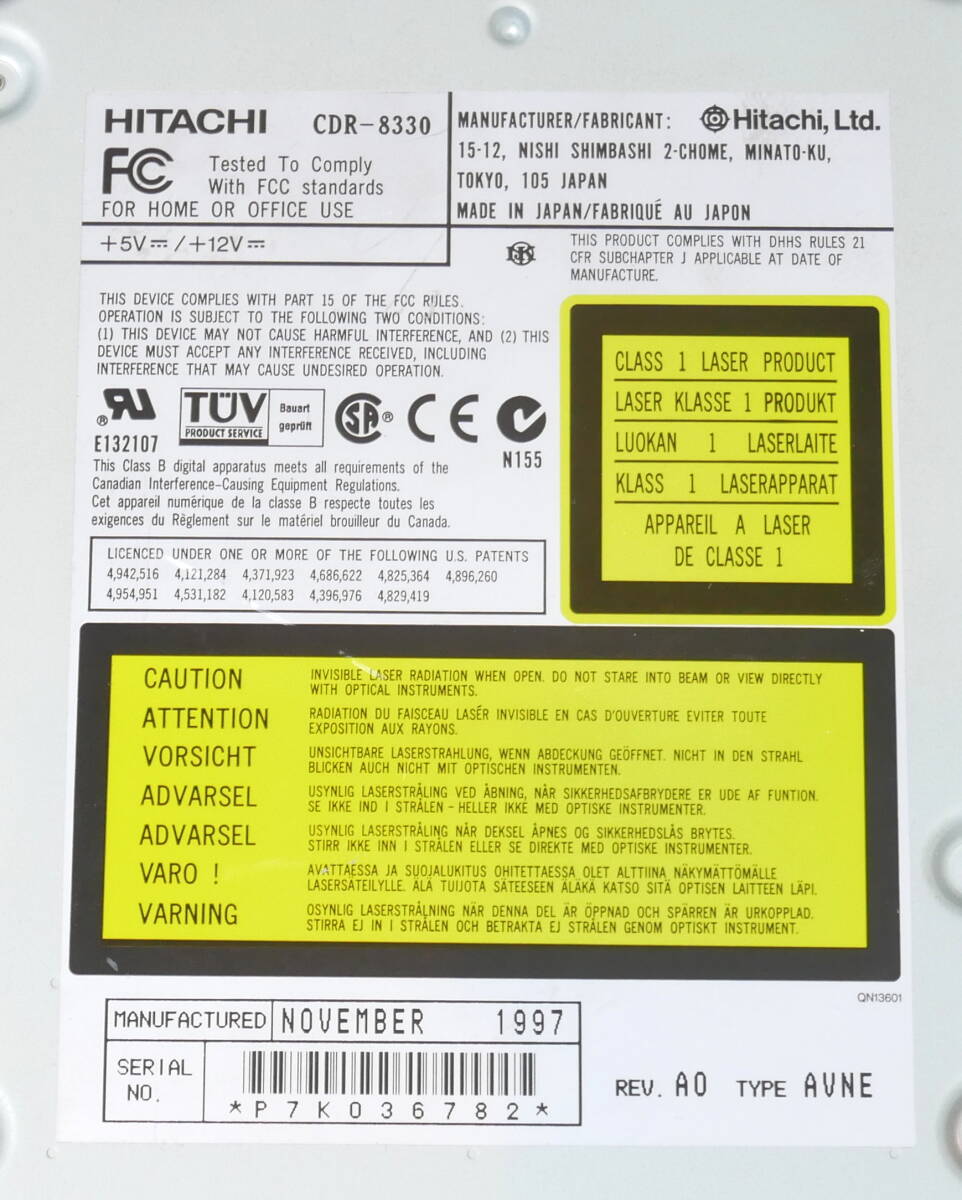 HITACHI CDR-8330
FC Tested To Comply
With FCC standards
FOR HOME OR OFFICE USE
+5V⎓/+12V⎓
MANUFACTURER/FABRICANT: Hitachi, Ltd.
15-12, NISHI SHIMBASHI 2-CHOME, MINATO-KU,
TOKYO, 105 JAPAN
MADE IN JAPAN/FABRIQUÉ AU JAPON
THIS PRODUCT COMPLIES WITH DHHS RULES 21
CFR SUBCHAPTER J APPLICABLE AT DATE OF
MANUFACTURE.
THIS DEVICE COMPLIES WITH PART 15 OF THE FCC RULES.
OPERATION IS SUBJECT TO THE FOLLOWING TWO CONDITIONS:
(1) THIS DEVICE MAY NOT CAUSE HARMFUL INTERFERENCE, AND (2) THIS
DEVICE MUST ACCEPT ANY INTERFERENCE RECEIVED, INCLUDING
INTERFERENCE THAT MAY CAUSE UNDESIRED OPERATION.
TÜV
PRODUCT SERVICE
Bauart
geprüft
SA®
CE
E132107
N155
This Class B digital apparatus meets all requirements of the
Canadian Interference-Causing Equipment Regulations.
Cet appareil numérique de la classe B respecte toutes les
exigences du Règlement sur le matériel brouilleur du Canada.
LICENCED UNDER ONE OR MORE OF THE FOLLOWING U.S. PATENTS
4,942,516 4,121,284 4,371,923 4,686,622 4,825,364 4,896,260
4,954,951 4,531,182 4,120,583 4,396,976 4,829,419
CLASS 1 LASER PRODUCT
LASER KLASSE 1 PRODUKT
LUOKAN 1 LASERLAITE
KLASS 1 LASERAPPARAT
APPAREIL A LASER
DE CLASSE 1
CAUTION INVISIBLE LASER RADIATION WHEN OPEN. DO NOT STARE INTO BEAM OR VIEW DIRECTLY
WITH OPTICAL INSTRUMENTS.
ATTENTION RADIATION DU FAISCEAU LASÉR INVISIBLE EN CAS D'OUVERTURE EVITER TOUTE
EXPOSITION AUX RAYONS.
VORSICHT UNSICHTBARE LASERSTRAHLUNG, WENN ABDECKUNG GEÖFFNET. NICHT IN DEN STRAHL
BLICKEN AUCH NICHT MIT OPTISCHEN INSTRUMENTEN.
ADVARSEL USYNLIG LASERSTRÅLING VED ÅBNING, NÅR SIKKERHEDSAFBRYDERE ER UDE AF FUNTION.
SE IKKE IND I STRÅLEN - HELLER IKKE MED OPTISKE INSTRUMENTER.
ADVARSEL USYNLIG LASERSTRÅLING NÅR DEKSEL ÅPNES OG SIKKERHEDSLÅS BRYTES.
STIRR IKKE INN I STRÅLEN ELLER SE DIREKTE MED OPTISKE INSTRUMENTER.
VARO ! AVATTAESSA JA SUOJALUKITUS OHITETTAESSA OLET ALTTIINA NÄKYMÄTTÖMÄLLE
LASERSÄTEILYLLE. ÄLÄ TUIJOTA SÄTEESEEN ÄLÄKÄ KATSO SITÄ OPTISEN LAITTEEN LÄPI.
VARNING OSYNLIG LASERSTRÅLNING NÄR DENNA DEL ÄR ÖPPNAD OCH SPÄRREN ÄR URKOPPLAD.
STIRRA EJ IN I STRÅLEN OCH BETRAKTA EJ STRÅLEN GENOM OPTISKT INSTRUMENT.
QN13601
MANUFACTURED NOVEMBER 1997
SERIAL
NO.
*P7K036782*
REV. A0 TYPE AVNE